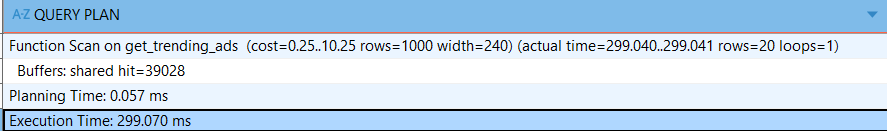 A-Z QUERY PLAN
Function Scan on get_trending_ads  (cost=0.25..10.25 rows=1000 width=240) (actual time=299.040..299.041 rows=20 loops=1)
Buffers: shared hit=39028
Planning Time: 0.057 ms
Execution Time: 299.070 ms